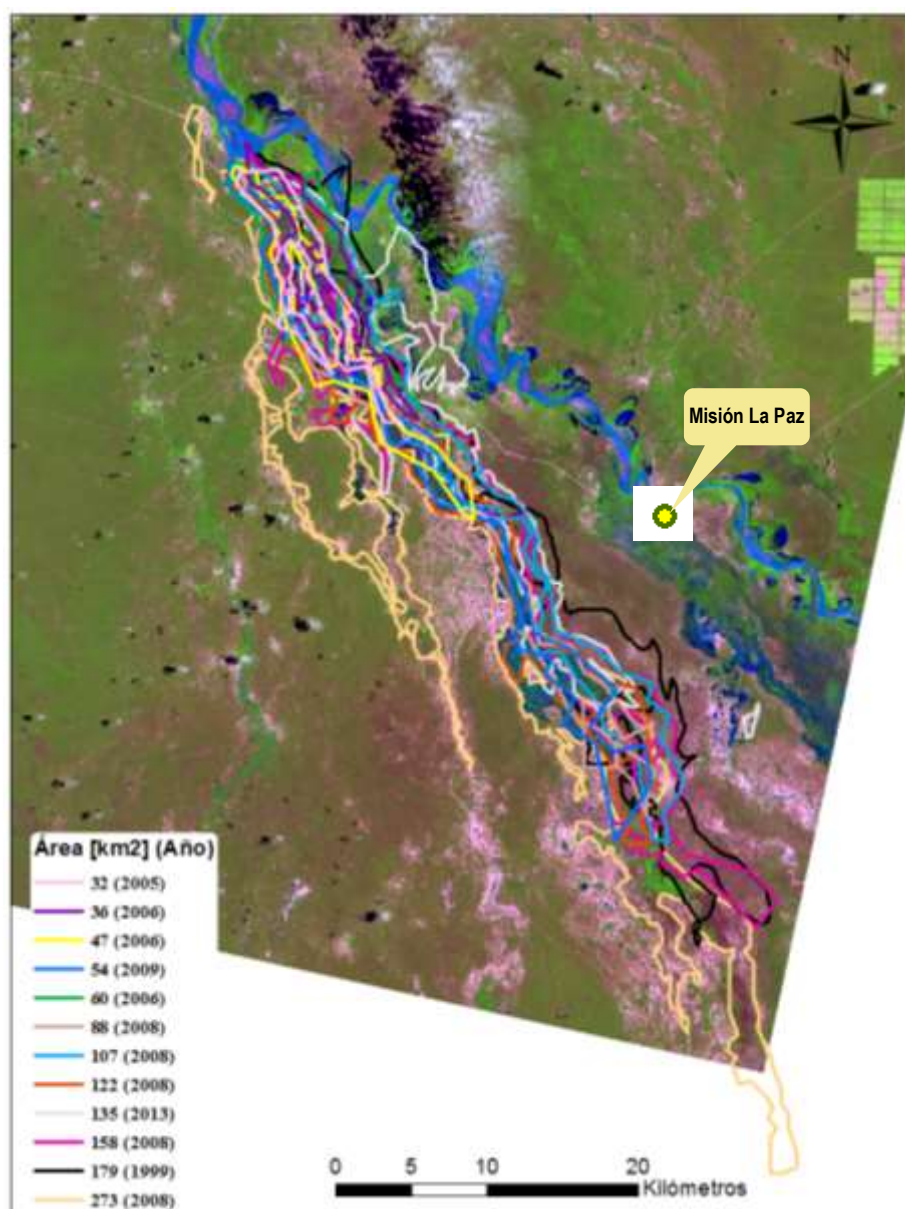 N
Misión La Paz
Área [km2] (Año)
32 (2005)
36 (2006)
47 (2006)
54 (2009)
60 (2006)
88 (2008)
107 (2008)
122 (2008)
135 (2013)
158 (2008)
179 (1999)
273 (2008)
0 5 10 20
Kilómetros